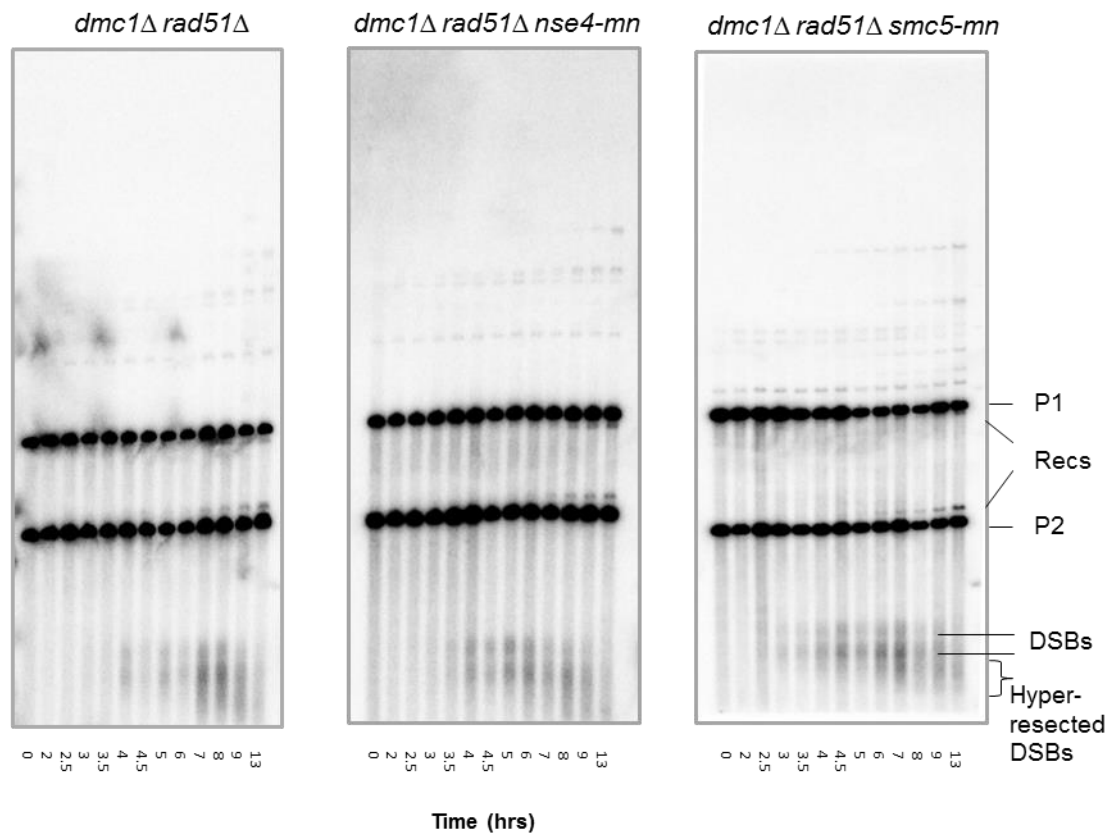 dmc1Δ rad51Δ
dmc1Δ rad51Δ nse4-mn
dmc1Δ rad51Δ smc5-mn
P1
Recs
P2
DSBs
Hyper-
resected
DSBs
0 2 2.5 3 3.5 4 4.5 5 6 7 8 9 13
0 2 2.5 3 3.5 4 4.5 5 6 7 8 9 13
0 2 2.5 3 3.5 4 4.5 5 6 7 8 9 13
Time (hrs)